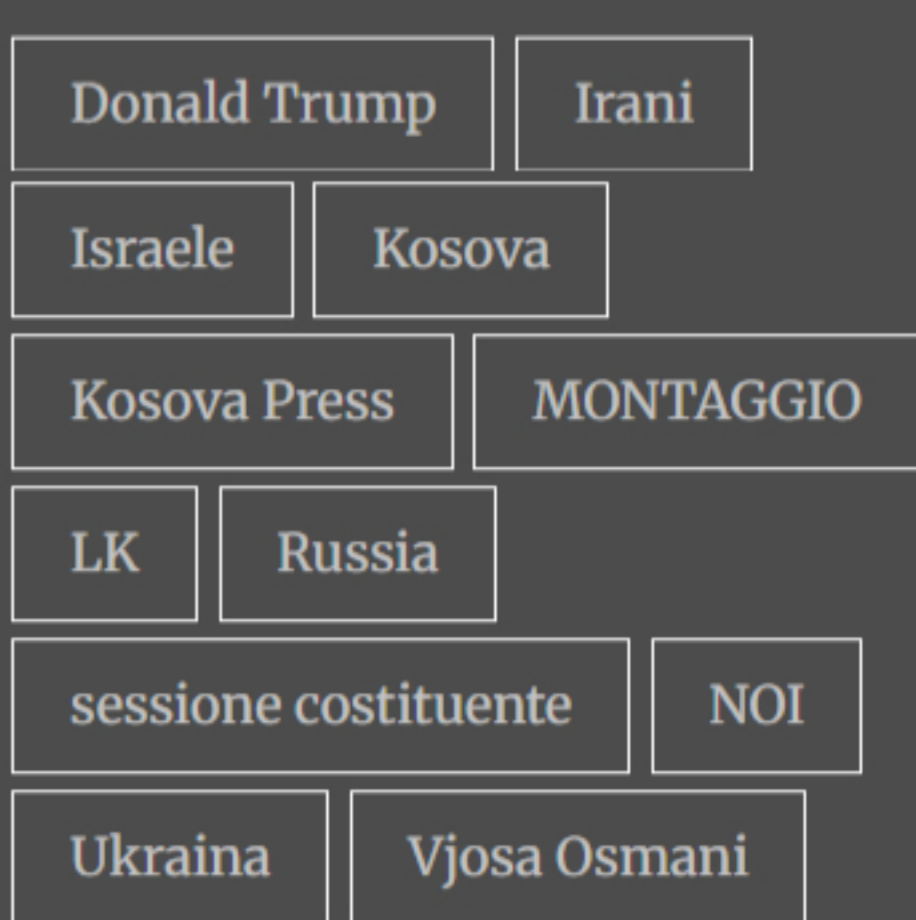 Donald Trump Irani
Israele Kosova
Kosova Press MONTAGGIO
LK Russia
sessione costituente NOI
Ukraina Vjosa Osmani